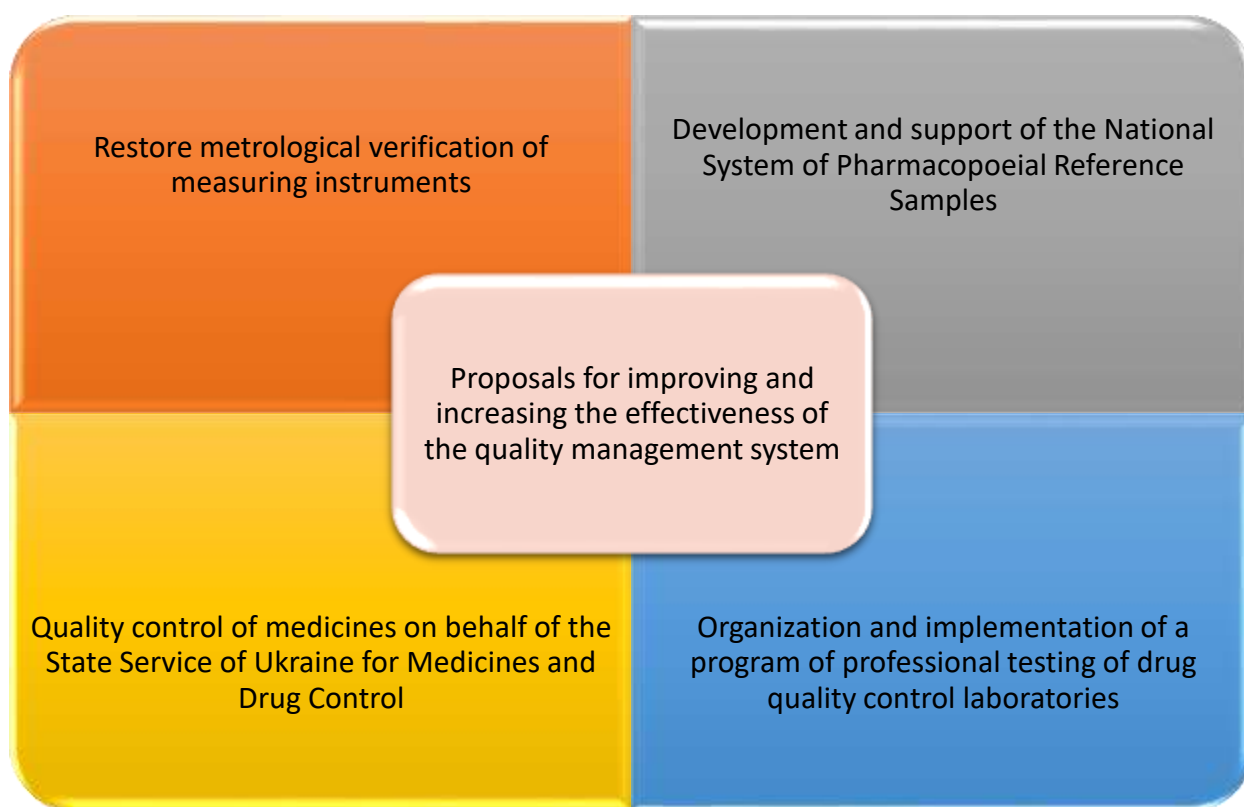 Restore metrological verification of
measuring instruments
Development and support of the National
System of Pharmacopoeial Reference
Samples
Proposals for improving and
increasing the effectiveness of
the quality management system
Quality control of medicines on behalf of the
State Service of Ukraine for Medicines and
Drug Control
Organization and implementation of a
program of professional testing of drug
quality control laboratories